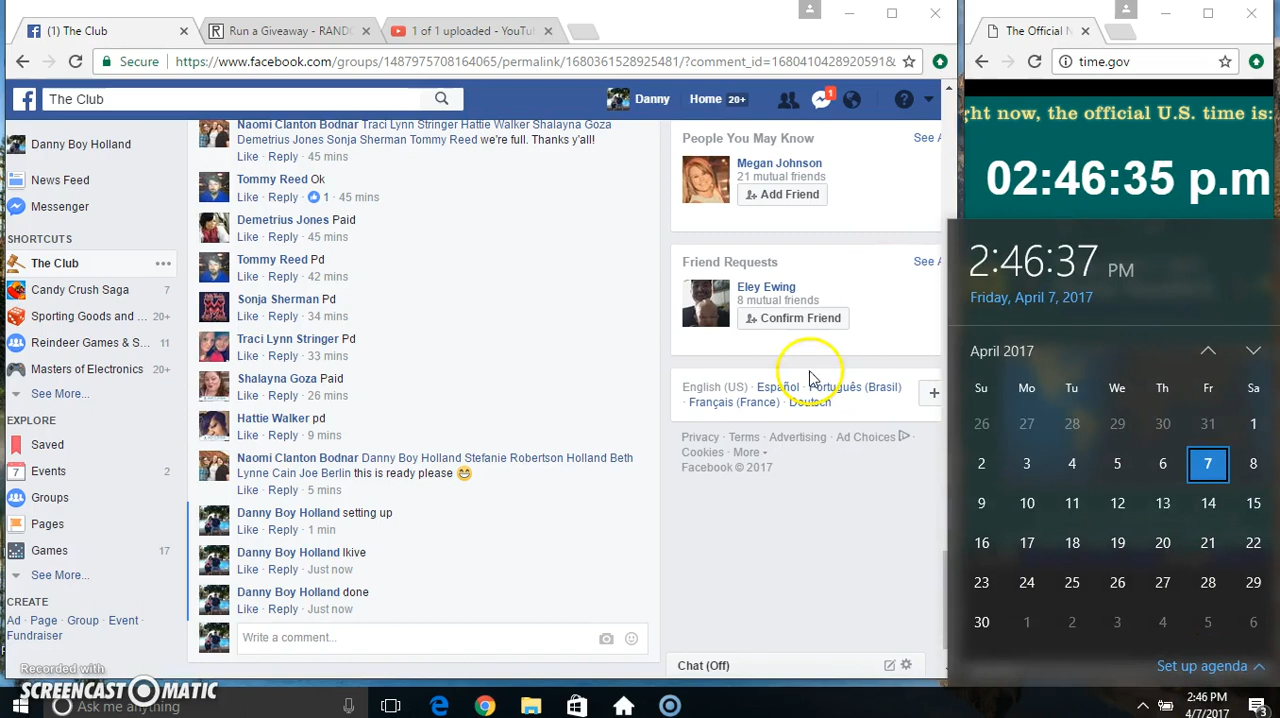 (1) The Club
Run a Giveaway - RAND
1 of 1 uploaded - YouTu
The Official N
Secure
https://www.facebook.com/groups/1487975708164065/permalink/1680361528925481/?comment_id=1680410428920591&
time.gov
The Club
Danny
Home 20+
1
ght now, the official U.S. time is:
02:46:35 p.m
Danny Boy Holland
News Feed
Messenger
SHORTCUTS
The Club
Candy Crush Saga 7
Sporting Goods and ... 20+
Reindeer Games & S... 11
Masters of Electronics 20+
See More...
EXPLORE
Saved
Events 2
Groups
Pages
Games 17
See More...
CREATE
Ad · Page · Group · Event ·
Fundraiser
Naomi Clanton Bodnar Traci Lynn Stringer Hattie Walker Shalayna Goza
Demetrius Jones Sonja Sherman Tommy Reed we're full. Thanks y'all!
Like · Reply · 45 mins
Tommy Reed Ok
Like · Reply · 1 · 45 mins
Demetrius Jones Paid
Like · Reply · 45 mins
Tommy Reed Pd
Like · Reply · 42 mins
Sonja Sherman Pd
Like · Reply · 34 mins
Traci Lynn Stringer Pd
Like · Reply · 33 mins
Shalayna Goza Paid
Like · Reply · 26 mins
Hattie Walker pd
Like · Reply · 9 mins
Naomi Clanton Bodnar Danny Boy Holland Stefanie Robertson Holland Beth
Lynne Cain Joe Berlin this is ready please 😁
Like · Reply · 5 mins
Danny Boy Holland setting up
Like · Reply · 1 min
Danny Boy Holland lkive
Like · Reply · Just now
Danny Boy Holland done
Like · Reply · Just now
Write a comment...
People You May Know See A
Megan Johnson
21 mutual friends
Add Friend
Friend Requests See A
Eley Ewing
8 mutual friends
Confirm Friend
English (US) · Español · Português (Brasil)
· Français (France) · Deutsch
Privacy · Terms · Advertising · Ad Choices ·
Cookies · More
Facebook © 2017
Chat (Off)
2:46:37 PM
Friday, April 7, 2017
April 2017
Su Mo Tu We Th Fr Sa
26 27 28 29 30 31 1
2 3 4 5 6 7 8
9 10 11 12 13 14 15
16 17 18 19 20 21 22
23 24 25 26 27 28 29
30 1 2 3 4 5 6
Set up agenda
Recorded with
SCREENCAST-O-MATIC
Ask me anything
2:46 PM
4/7/2017
3